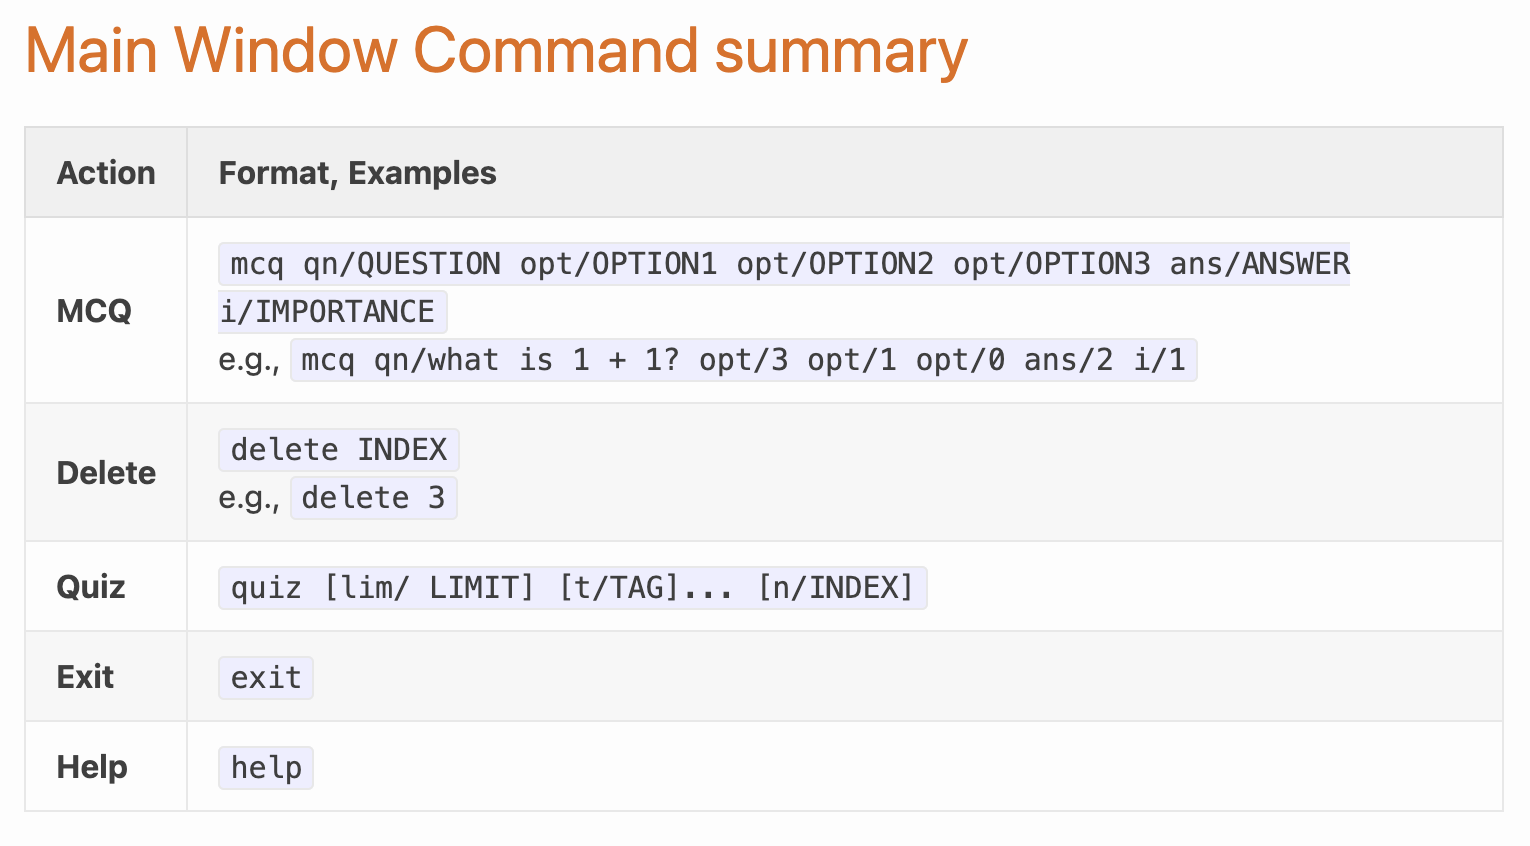 Main Window Command summary
Action Format, Examples
MCQ
mcq qn/QUESTION opt/OPTION1 opt/OPTION2 opt/OPTION3 ans/ANSWER
i/IMPORTANCE
e.g., mcq qn/what is 1 + 1? opt/3 opt/1 opt/0 ans/2 i/1
Delete
delete INDEX
e.g., delete 3
Quiz quiz [lim/ LIMIT] [t/TAG]... [n/INDEX]
Exit exit
Help help